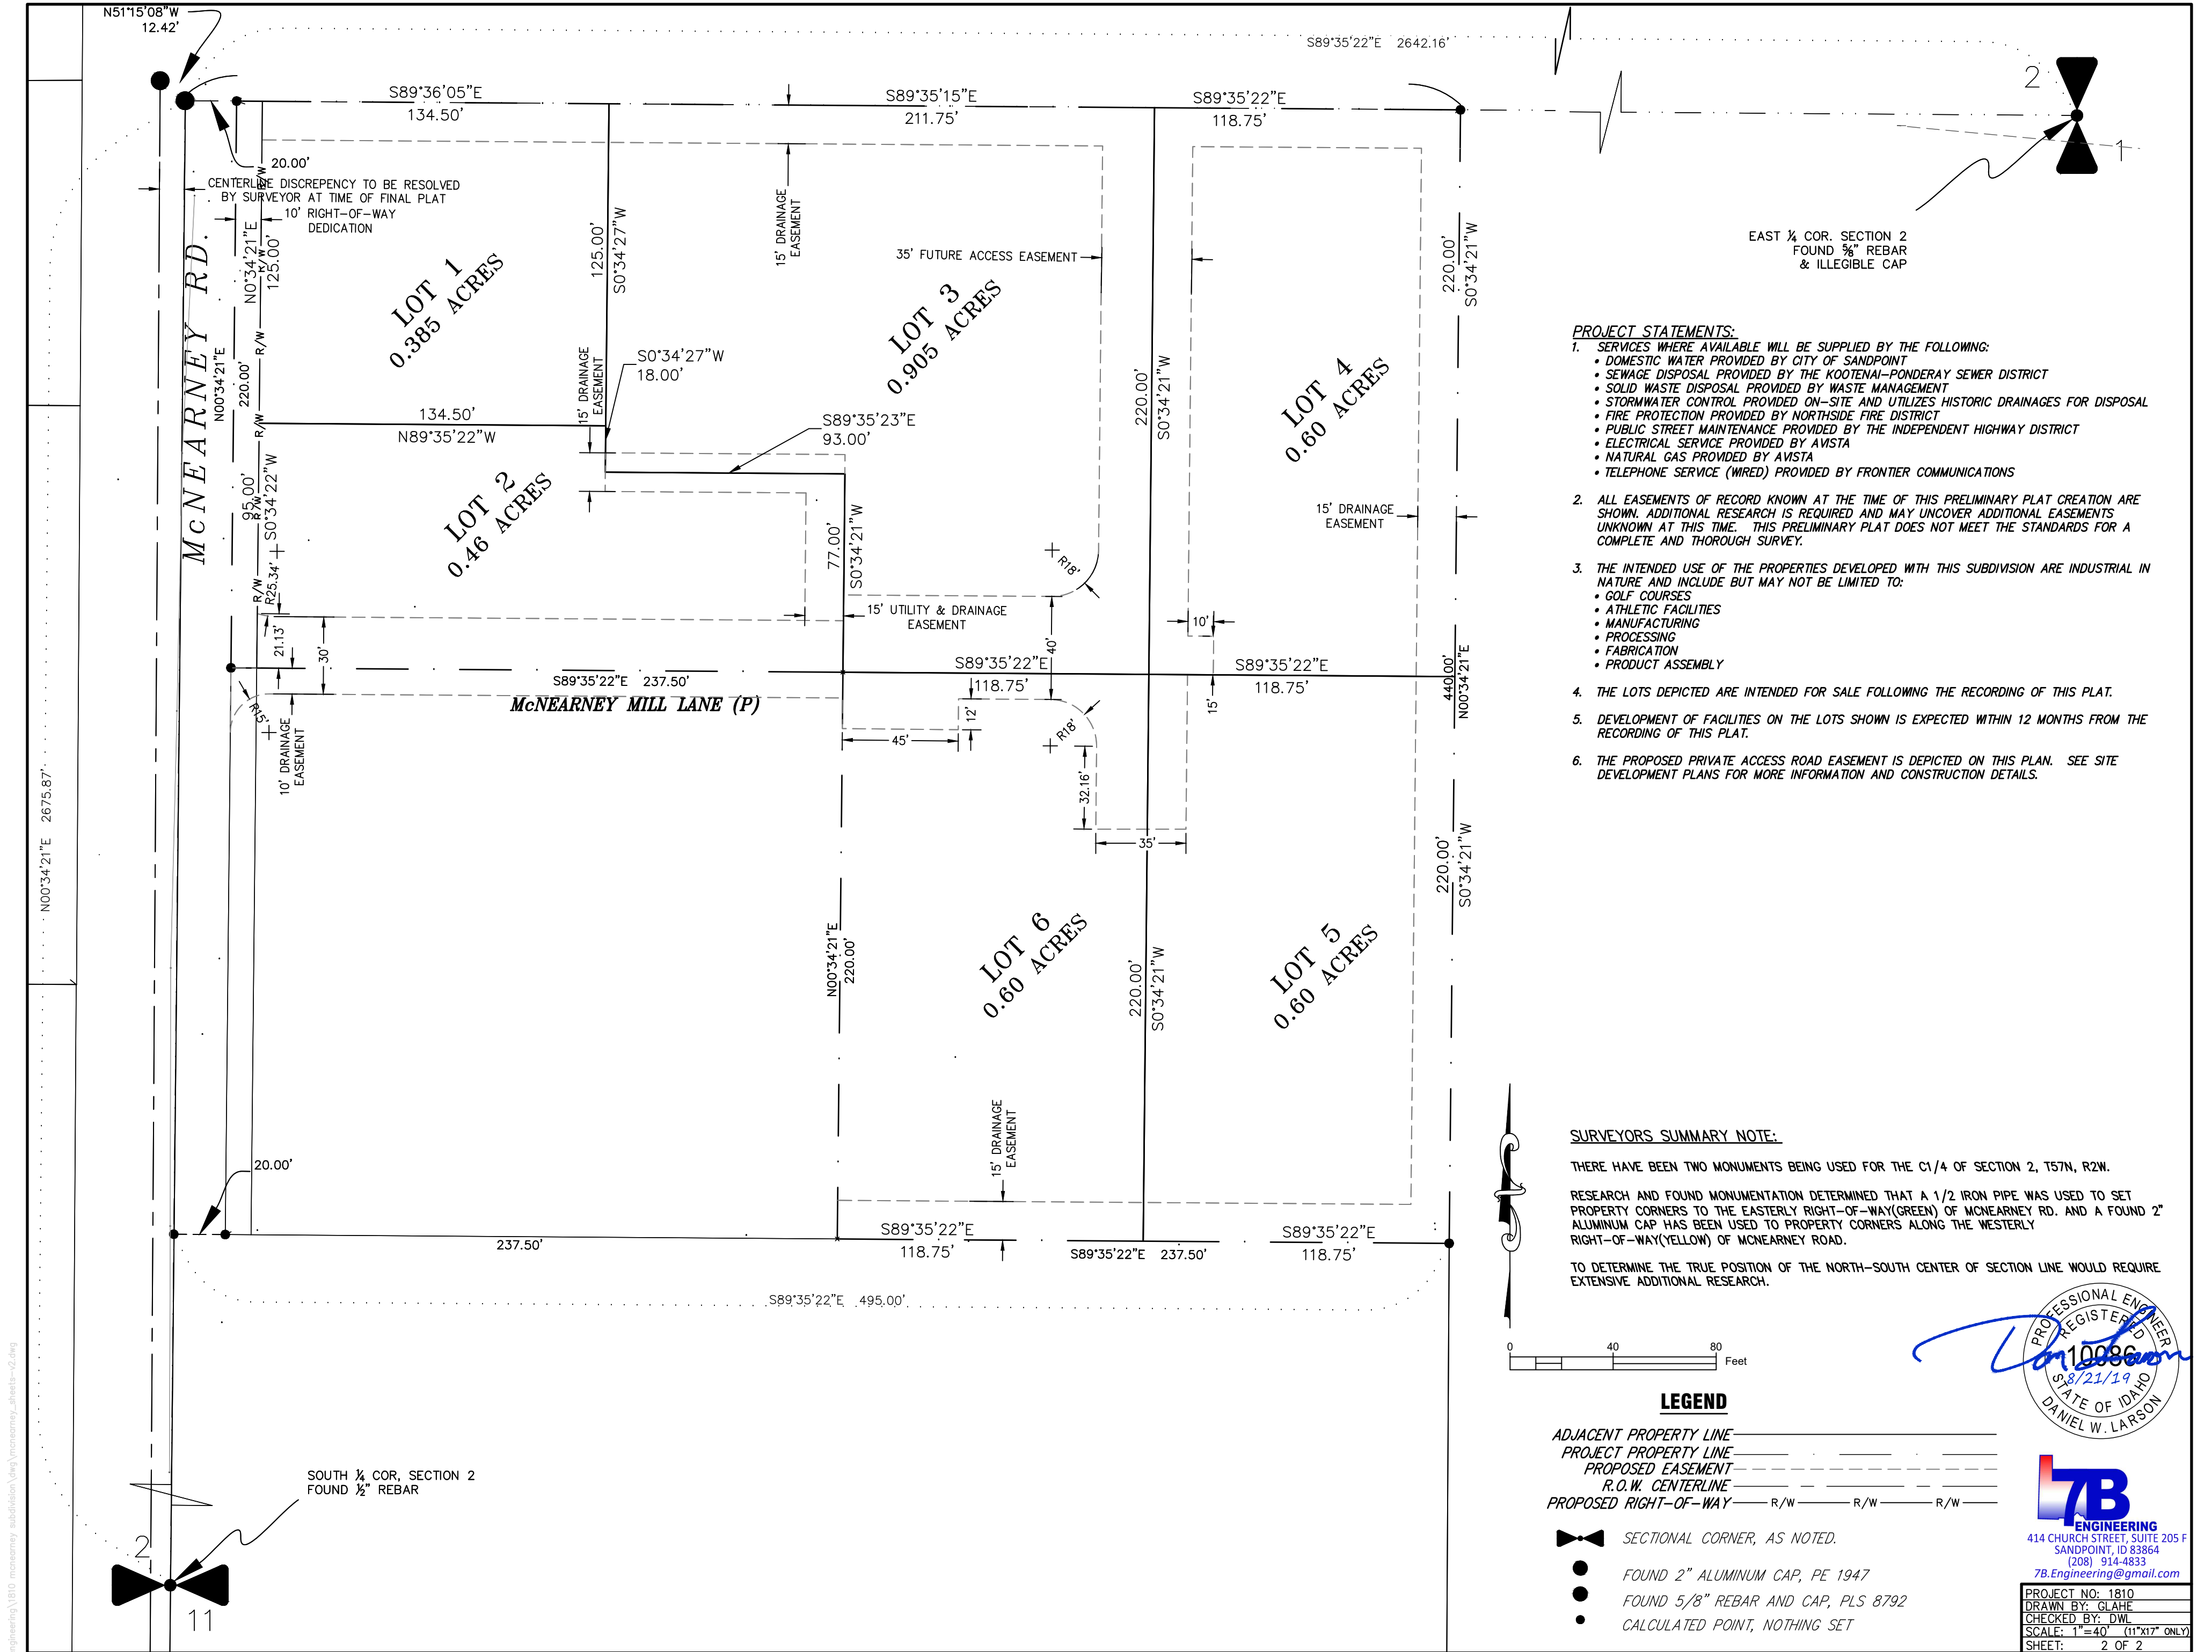 N51°15'08"W
12.42'
S89°35'22"E 2642.16'
S89°36'05"E
134.50'
S89°35'15"E
211.75'
S89°35'22"E
118.75'
2
1
20.00'
CENTERLINE DISCREPENCY TO BE RESOLVED
BY SURVEYOR AT TIME OF FINAL PLAT
10' RIGHT-OF-WAY
DEDICATION
McNEARNEY RD.
N0°34'21"E
125.00'
R/W
R/W
R/W
R/W
R/W
R/W
N00°34'21"E
220.00'
95.00'
S0°34'22"W
LOT 1
0.385 ACRES
125.00'
S0°34'27"W
15' DRAINAGE
EASEMENT
35' FUTURE ACCESS EASEMENT
LOT 3
0.905 ACRES
220.00'
S0°34'21"W
LOT 4
0.60 ACRES
220.00'
S0°34'21"W
EAST ¼ COR. SECTION 2
FOUND ⅝" REBAR
& ILLEGIBLE CAP
15' DRAINAGE
EASEMENT
S0°34'27"W
18.00'
S89°35'23"E
93.00'
134.50'
N89°35'22"W
LOT 2
0.46 ACRES
77.00'
S0°34'21"W
R18'
15' DRAINAGE
EASEMENT
R25.34'
21.13'
30'
15' UTILITY & DRAINAGE
EASEMENT
40'
10'
S89°35'22"E 237.50'
McNEARNEY MILL LANE (P)
S89°35'22"E
118.75'
S89°35'22"E
118.75'
440.00'
N00°34'21"E
15'
R15'
10' DRAINAGE
EASEMENT
45'
12'
R18'
32.16'
35'
N00°34'21"E 2675.87'
N00°34'21"E
220.00'
LOT 6
0.60 ACRES
220.00'
S0°34'21"W
LOT 5
0.60 ACRES
220.00'
S0°34'21"W
15' DRAINAGE
EASEMENT
20.00'
237.50'
S89°35'22"E
118.75'
S89°35'22"E 237.50'
S89°35'22"E
118.75'
S89°35'22"E 495.00'
SOUTH ¼ COR, SECTION 2
FOUND ½" REBAR
2
11
PROJECT STATEMENTS:
1. SERVICES WHERE AVAILABLE WILL BE SUPPLIED BY THE FOLLOWING:
• DOMESTIC WATER PROVIDED BY CITY OF SANDPOINT
• SEWAGE DISPOSAL PROVIDED BY THE KOOTENAI-PONDERAY SEWER DISTRICT
• SOLID WASTE DISPOSAL PROVIDED BY WASTE MANAGEMENT
• STORMWATER CONTROL PROVIDED ON-SITE AND UTILIZES HISTORIC DRAINAGES FOR DISPOSAL
• FIRE PROTECTION PROVIDED BY NORTHSIDE FIRE DISTRICT
• PUBLIC STREET MAINTENANCE PROVIDED BY THE INDEPENDENT HIGHWAY DISTRICT
• ELECTRICAL SERVICE PROVIDED BY AVISTA
• NATURAL GAS PROVIDED BY AVISTA
• TELEPHONE SERVICE (WIRED) PROVIDED BY FRONTIER COMMUNICATIONS
2. ALL EASEMENTS OF RECORD KNOWN AT THE TIME OF THIS PRELIMINARY PLAT CREATION ARE
SHOWN. ADDITIONAL RESEARCH IS REQUIRED AND MAY UNCOVER ADDITIONAL EASEMENTS
UNKNOWN AT THIS TIME. THIS PRELIMINARY PLAT DOES NOT MEET THE STANDARDS FOR A
COMPLETE AND THOROUGH SURVEY.
3. THE INTENDED USE OF THE PROPERTIES DEVELOPED WITH THIS SUBDIVISION ARE INDUSTRIAL IN
NATURE AND INCLUDE BUT MAY NOT BE LIMITED TO:
• GOLF COURSES
• ATHLETIC FACILITIES
• MANUFACTURING
• PROCESSING
• FABRICATION
• PRODUCT ASSEMBLY
4. THE LOTS DEPICTED ARE INTENDED FOR SALE FOLLOWING THE RECORDING OF THIS PLAT.
5. DEVELOPMENT OF FACILITIES ON THE LOTS SHOWN IS EXPECTED WITHIN 12 MONTHS FROM THE
RECORDING OF THIS PLAT.
6. THE PROPOSED PRIVATE ACCESS ROAD EASEMENT IS DEPICTED ON THIS PLAN. SEE SITE
DEVELOPMENT PLANS FOR MORE INFORMATION AND CONSTRUCTION DETAILS.
SURVEYORS SUMMARY NOTE:
THERE HAVE BEEN TWO MONUMENTS BEING USED FOR THE C1/4 OF SECTION 2, T57N, R2W.
RESEARCH AND FOUND MONUMENTATION DETERMINED THAT A 1/2 IRON PIPE WAS USED TO SET
PROPERTY CORNERS TO THE EASTERLY RIGHT-OF-WAY(GREEN) OF MCNEARNEY RD. AND A FOUND 2"
ALUMINUM CAP HAS BEEN USED TO PROPERTY CORNERS ALONG THE WESTERLY
RIGHT-OF-WAY(YELLOW) OF MCNEARNEY ROAD.
TO DETERMINE THE TRUE POSITION OF THE NORTH-SOUTH CENTER OF SECTION LINE WOULD REQUIRE
EXTENSIVE ADDITIONAL RESEARCH.
0 40 80
Feet
LEGEND
ADJACENT PROPERTY LINE
PROJECT PROPERTY LINE
PROPOSED EASEMENT
R.O.W. CENTERLINE
PROPOSED RIGHT-OF-WAY R/W R/W R/W
SECTIONAL CORNER, AS NOTED.
FOUND 2" ALUMINUM CAP, PE 1947
FOUND 5/8" REBAR AND CAP, PLS 8792
CALCULATED POINT, NOTHING SET
PROFESSIONAL ENGINEER
REGISTERED
10086
8/21/19
STATE OF IDAHO
DANIEL W. LARSON
7B
ENGINEERING
414 CHURCH STREET, SUITE 205 F
SANDPOINT, ID 83864
(208) 914-4833
7B.Engineering@gmail.com
PROJECT NO: 1810
DRAWN BY: GLAHE
CHECKED BY: DWL
SCALE: 1"=40' (11"X17" ONLY)
SHEET: 2 OF 2
ngineering\1810 mcnearney subdivision\dwg\mcnearney_sheets-v2.dwg